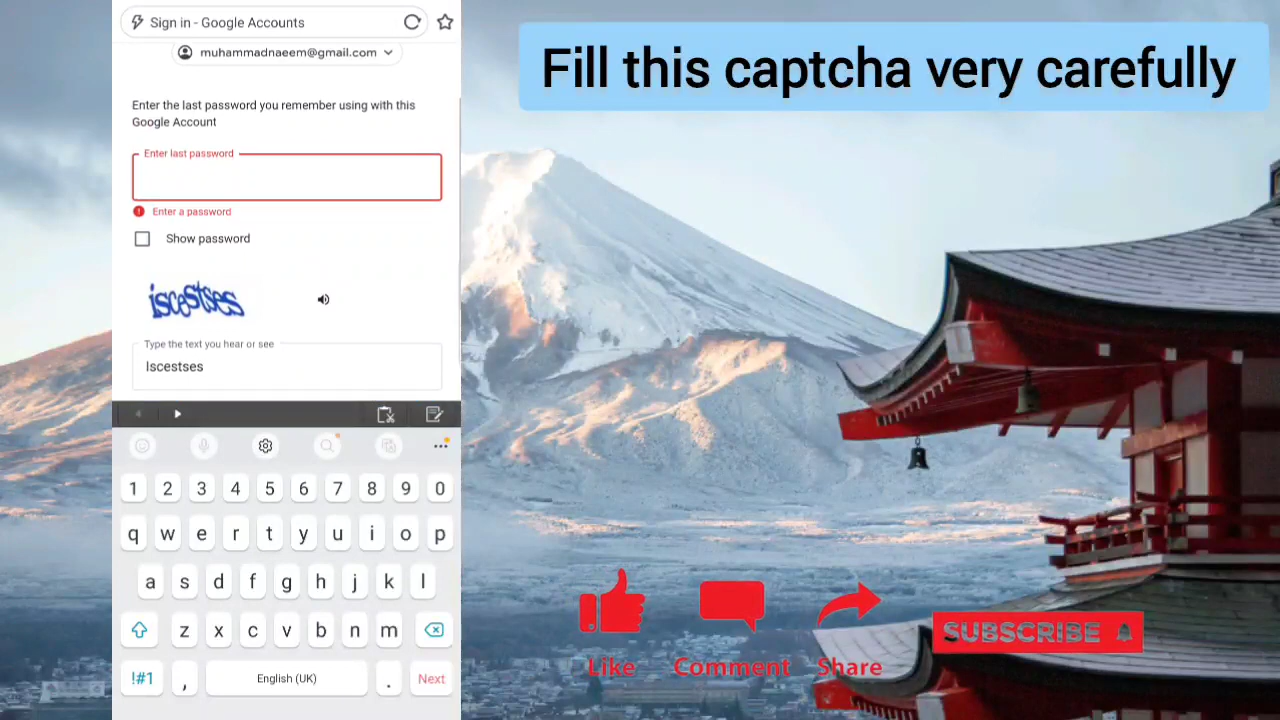 Sign in - Google Accounts
muhammadnaeem@gmail.com
Fill this captcha very carefully
Enter the last password you remember using with this
Google Account
Enter last password
Enter a password
Show password
iscestses
Type the text you hear or see
Iscestses
1 2 3 4 5 6 7 8 9 0
q w e r t y u i o p
a s d f g h j k l
z x c v b n m
!#1 , English (UK) . Next
Like Comment Share SUBSCRIBE